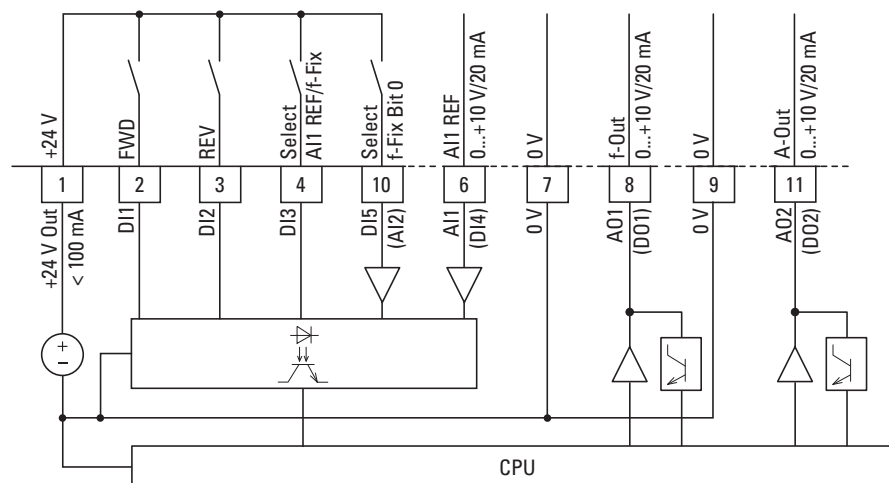 +24 V
FWD
REV
Select
AI1 REF/f-Fix
Select
f-Fix Bit 0
AI1 REF
0...+10 V/20 mA
0 V
f-Out
0...+10 V/20 mA
0 V
A-Out
0...+10 V/20 mA
1
2
3
4
10
6
7
8
9
11
+24 V Out
< 100 mA
DI1
DI2
DI3
DI5
(AI2)
AI1
(DI4)
0 V
AO1
(DO1)
0 V
AO2
(DO2)
+
–
CPU